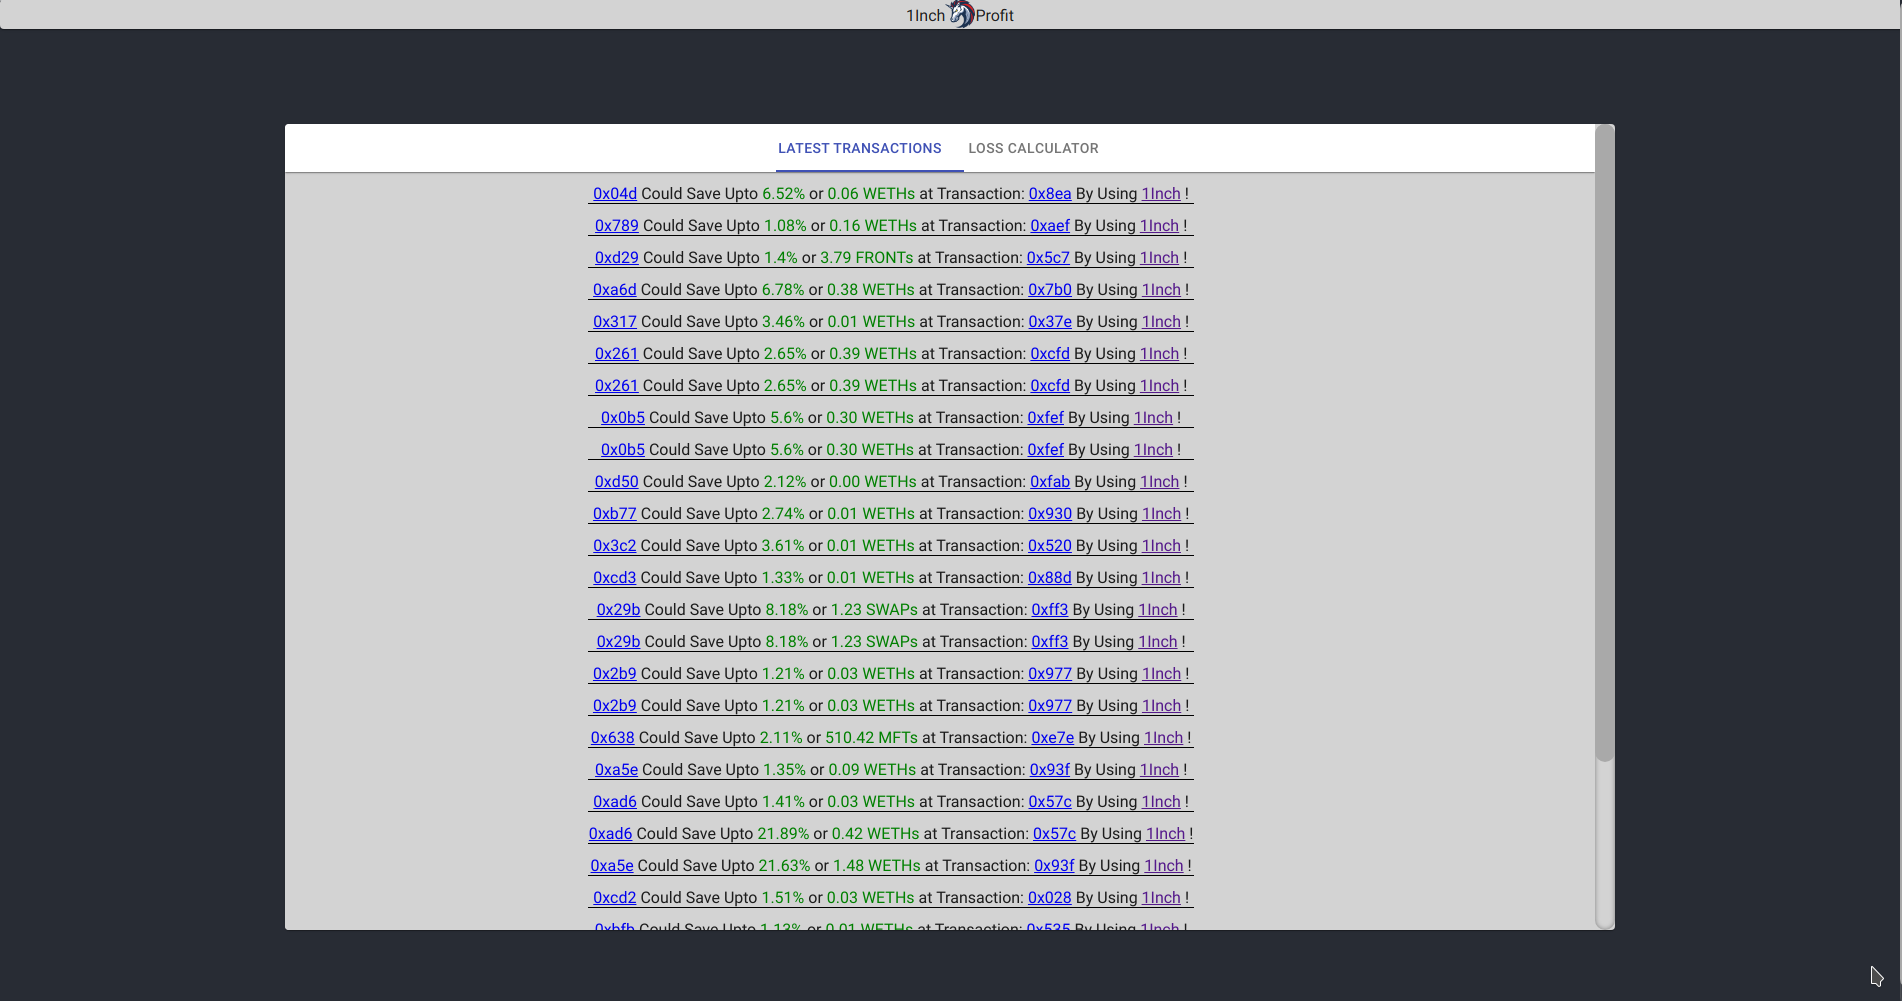 1Inch Profit
LATEST TRANSACTIONS LOSS CALCULATOR
0x04d Could Save Upto 6.52% or 0.06 WETHs at Transaction: 0x8ea By Using 1Inch !
0x789 Could Save Upto 1.08% or 0.16 WETHs at Transaction: 0xaef By Using 1Inch !
0xd29 Could Save Upto 1.4% or 3.79 FRONTs at Transaction: 0x5c7 By Using 1Inch !
0xa6d Could Save Upto 6.78% or 0.38 WETHs at Transaction: 0x7b0 By Using 1Inch !
0x317 Could Save Upto 3.46% or 0.01 WETHs at Transaction: 0x37e By Using 1Inch !
0x261 Could Save Upto 2.65% or 0.39 WETHs at Transaction: 0xcfd By Using 1Inch !
0x261 Could Save Upto 2.65% or 0.39 WETHs at Transaction: 0xcfd By Using 1Inch !
0x0b5 Could Save Upto 5.6% or 0.30 WETHs at Transaction: 0xfef By Using 1Inch !
0x0b5 Could Save Upto 5.6% or 0.30 WETHs at Transaction: 0xfef By Using 1Inch !
0xd50 Could Save Upto 2.12% or 0.00 WETHs at Transaction: 0xfab By Using 1Inch !
0xb77 Could Save Upto 2.74% or 0.01 WETHs at Transaction: 0x930 By Using 1Inch !
0x3c2 Could Save Upto 3.61% or 0.01 WETHs at Transaction: 0x520 By Using 1Inch !
0xcd3 Could Save Upto 1.33% or 0.01 WETHs at Transaction: 0x88d By Using 1Inch !
0x29b Could Save Upto 8.18% or 1.23 SWAPs at Transaction: 0xff3 By Using 1Inch !
0x29b Could Save Upto 8.18% or 1.23 SWAPs at Transaction: 0xff3 By Using 1Inch !
0x2b9 Could Save Upto 1.21% or 0.03 WETHs at Transaction: 0x977 By Using 1Inch !
0x2b9 Could Save Upto 1.21% or 0.03 WETHs at Transaction: 0x977 By Using 1Inch !
0x638 Could Save Upto 2.11% or 510.42 MFTs at Transaction: 0xe7e By Using 1Inch !
0xa5e Could Save Upto 1.35% or 0.09 WETHs at Transaction: 0x93f By Using 1Inch !
0xad6 Could Save Upto 1.41% or 0.03 WETHs at Transaction: 0x57c By Using 1Inch !
0xad6 Could Save Upto 21.89% or 0.42 WETHs at Transaction: 0x57c By Using 1Inch !
0xa5e Could Save Upto 21.63% or 1.48 WETHs at Transaction: 0x93f By Using 1Inch !
0xcd2 Could Save Upto 1.51% or 0.03 WETHs at Transaction: 0x028 By Using 1Inch !
0xbfb Could Save Upto 1.13% or 0.01 WETHs at Transaction: 0x535 By Using 1Inch !